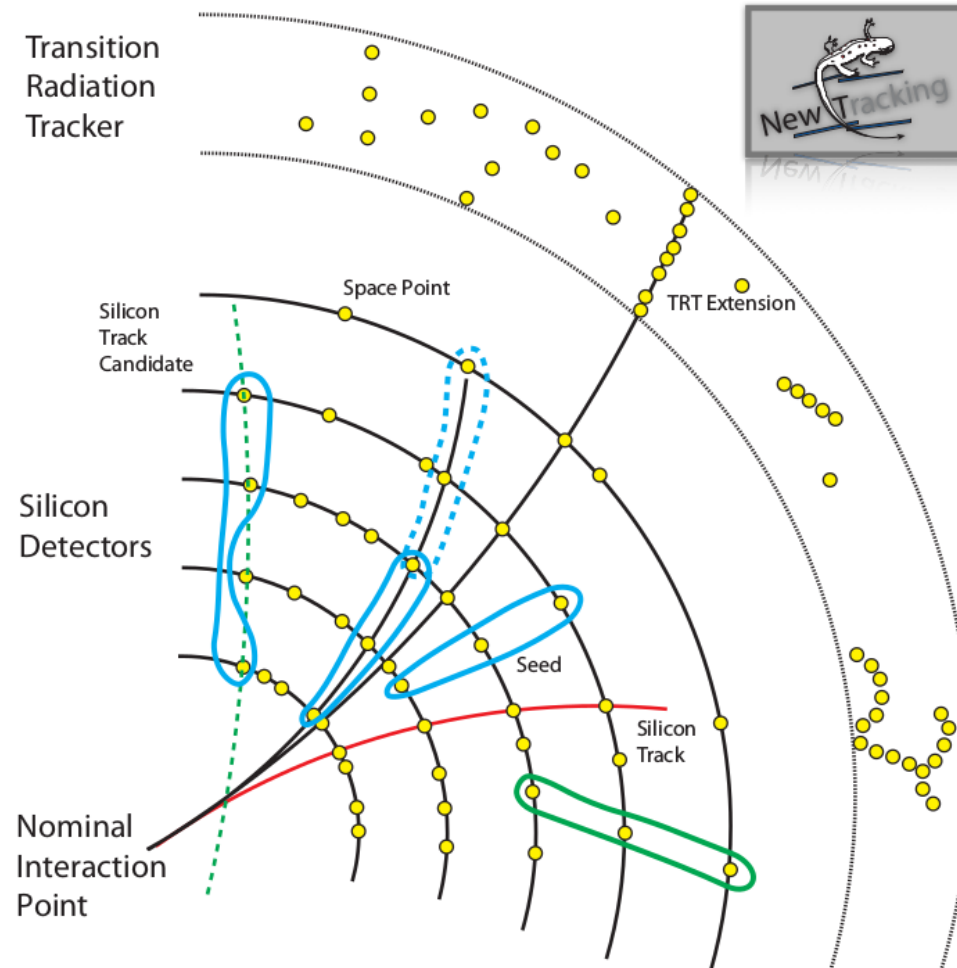 Transition
Radiation
Tracker
New Tracking
Space Point
TRT Extension
Silicon
Track
Candidate
Silicon
Detectors
Seed
Silicon
Track
Nominal
Interaction
Point